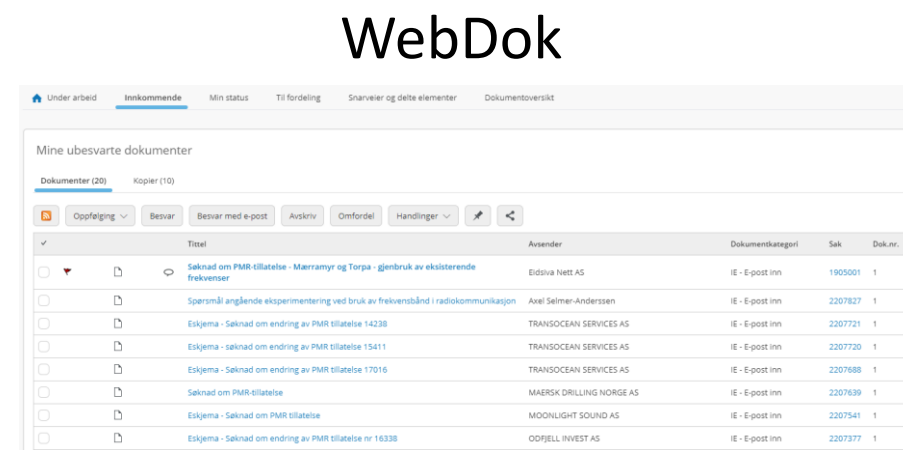 WebDok
Under arbeid Innkommende Min status Til fordeling Snarveier og delte elementer Dokumentoversikt
Mine ubesvarte dokumenter
Dokumenter (20) Kopier (10)
Oppfølging Besvar Besvar med e-post Avskriv Omfordel Handlinger
Tittel Avsender Dokumentkategori Sak Dok.nr.
Søknad om PMR-tillatelse - Mærramyr og Torpa - gjenbruk av eksisterende
frekvenser Eidsiva Nett AS IE - E-post inn 1905001 1
Spørsmål angående eksperimentering ved bruk av frekvensbånd i radiokommunikasjon Axel Selmer-Anderssen IE - E-post inn 2207827 1
Eskjema - Søknad om endring av PMR tillatelse 14238 TRANSOCEAN SERVICES AS IE - E-post inn 2207721 1
Eskjema - søknad om endring av PMR tillatelse 15411 TRANSOCEAN SERVICES AS IE - E-post inn 2207720 1
Eskjema - Søknad om endring av PMR tillatelse 17016 TRANSOCEAN SERVICES AS IE - E-post inn 2207688 1
Søknad om PMR-tillatelse MAERSK DRILLING NORGE AS IE - E-post inn 2207639 1
Eskjema - Søknad om PMR tillatelse MOONLIGHT SOUND AS IE - E-post inn 2207541 1
Eskjema - Søknad om endring av PMR tillatelse nr 16338 ODFJELL INVEST AS IE - E-post inn 2207377 1